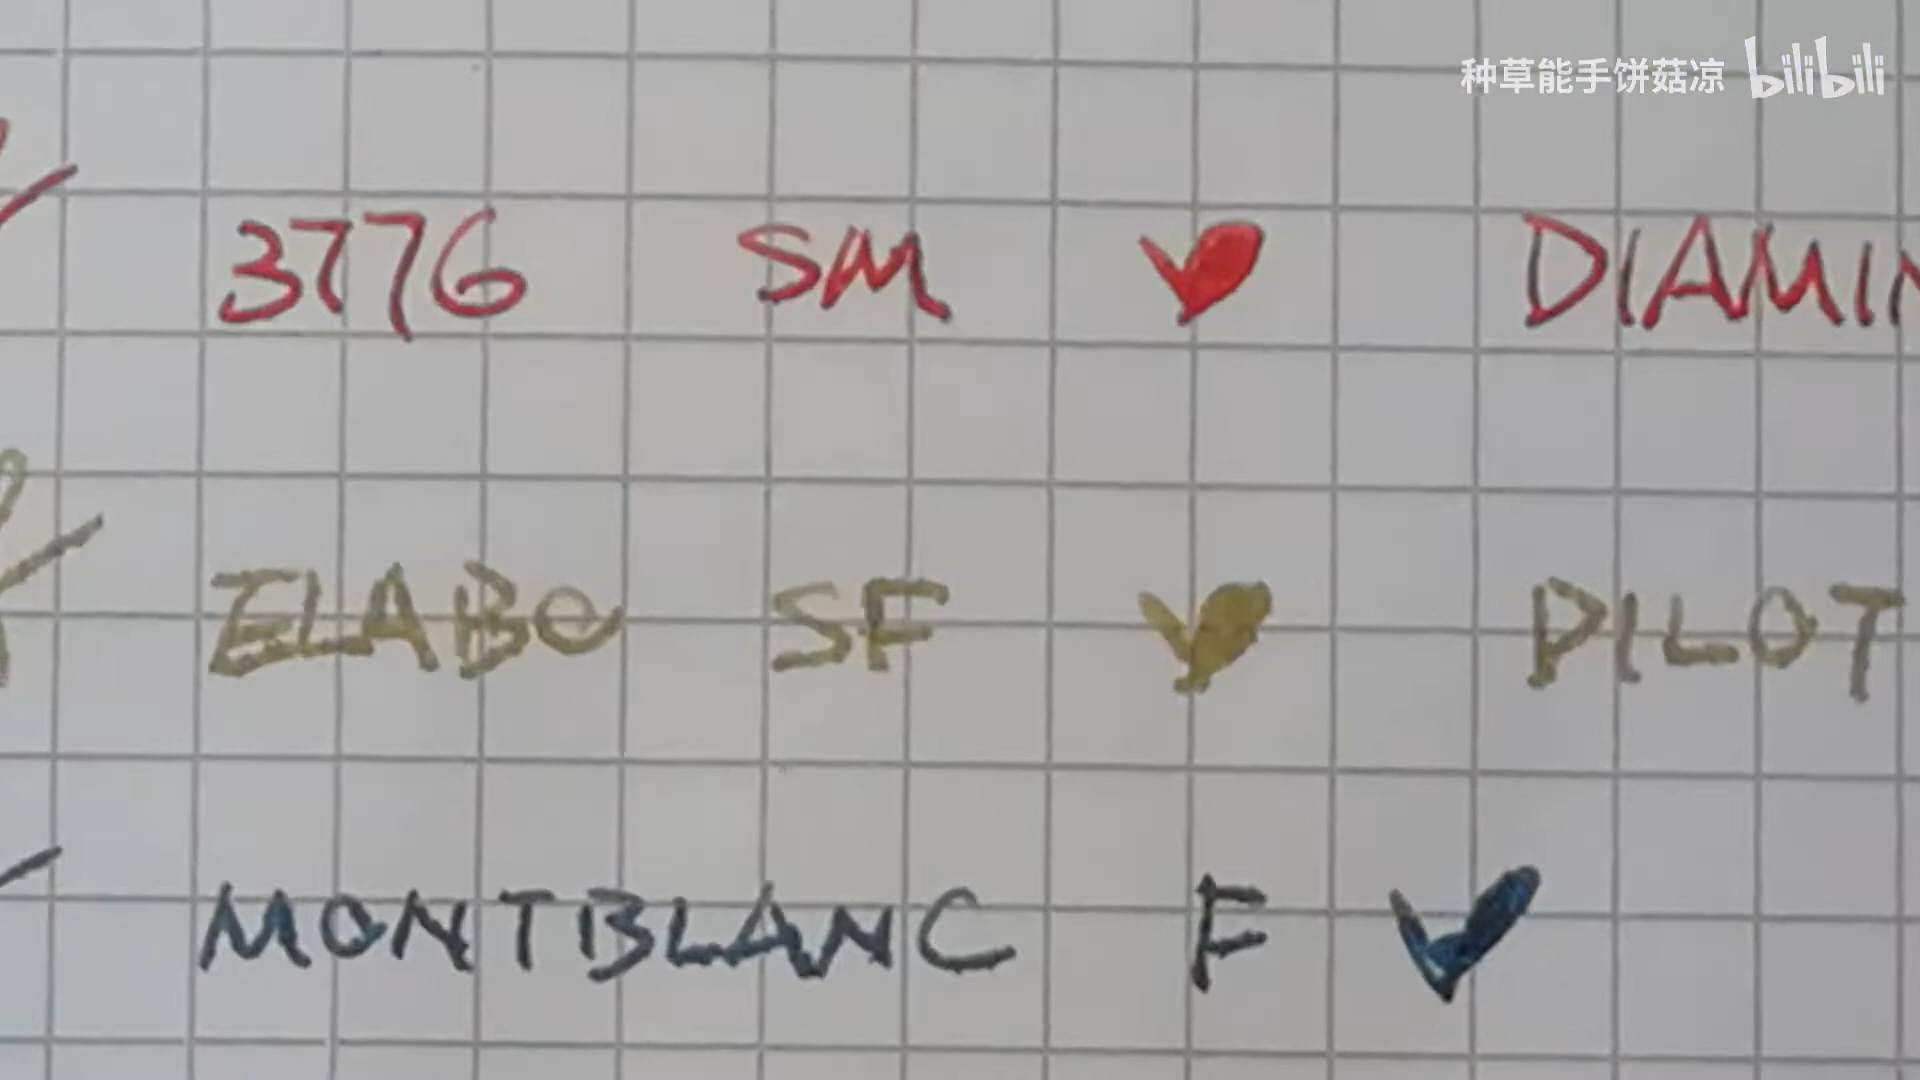 种草能手饼菇凉 bilibili
3776 SM DIAMIN
ELABO SF PILOT
MONTBLANC F